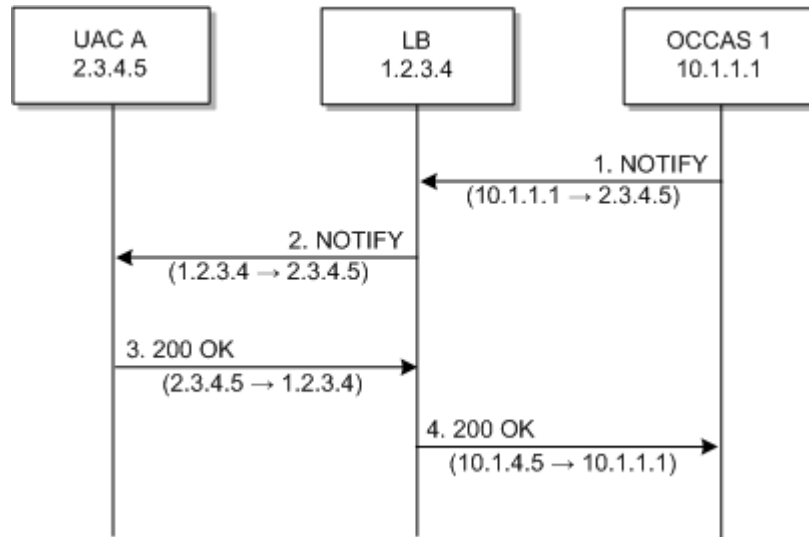 UAC A
2.3.4.5
LB
1.2.3.4
OCCAS 1
10.1.1.1
1. NOTIFY
(10.1.1.1 → 2.3.4.5)
2. NOTIFY
(1.2.3.4 → 2.3.4.5)
3. 200 OK
(2.3.4.5 → 1.2.3.4)
4. 200 OK
(10.1.4.5 → 10.1.1.1)